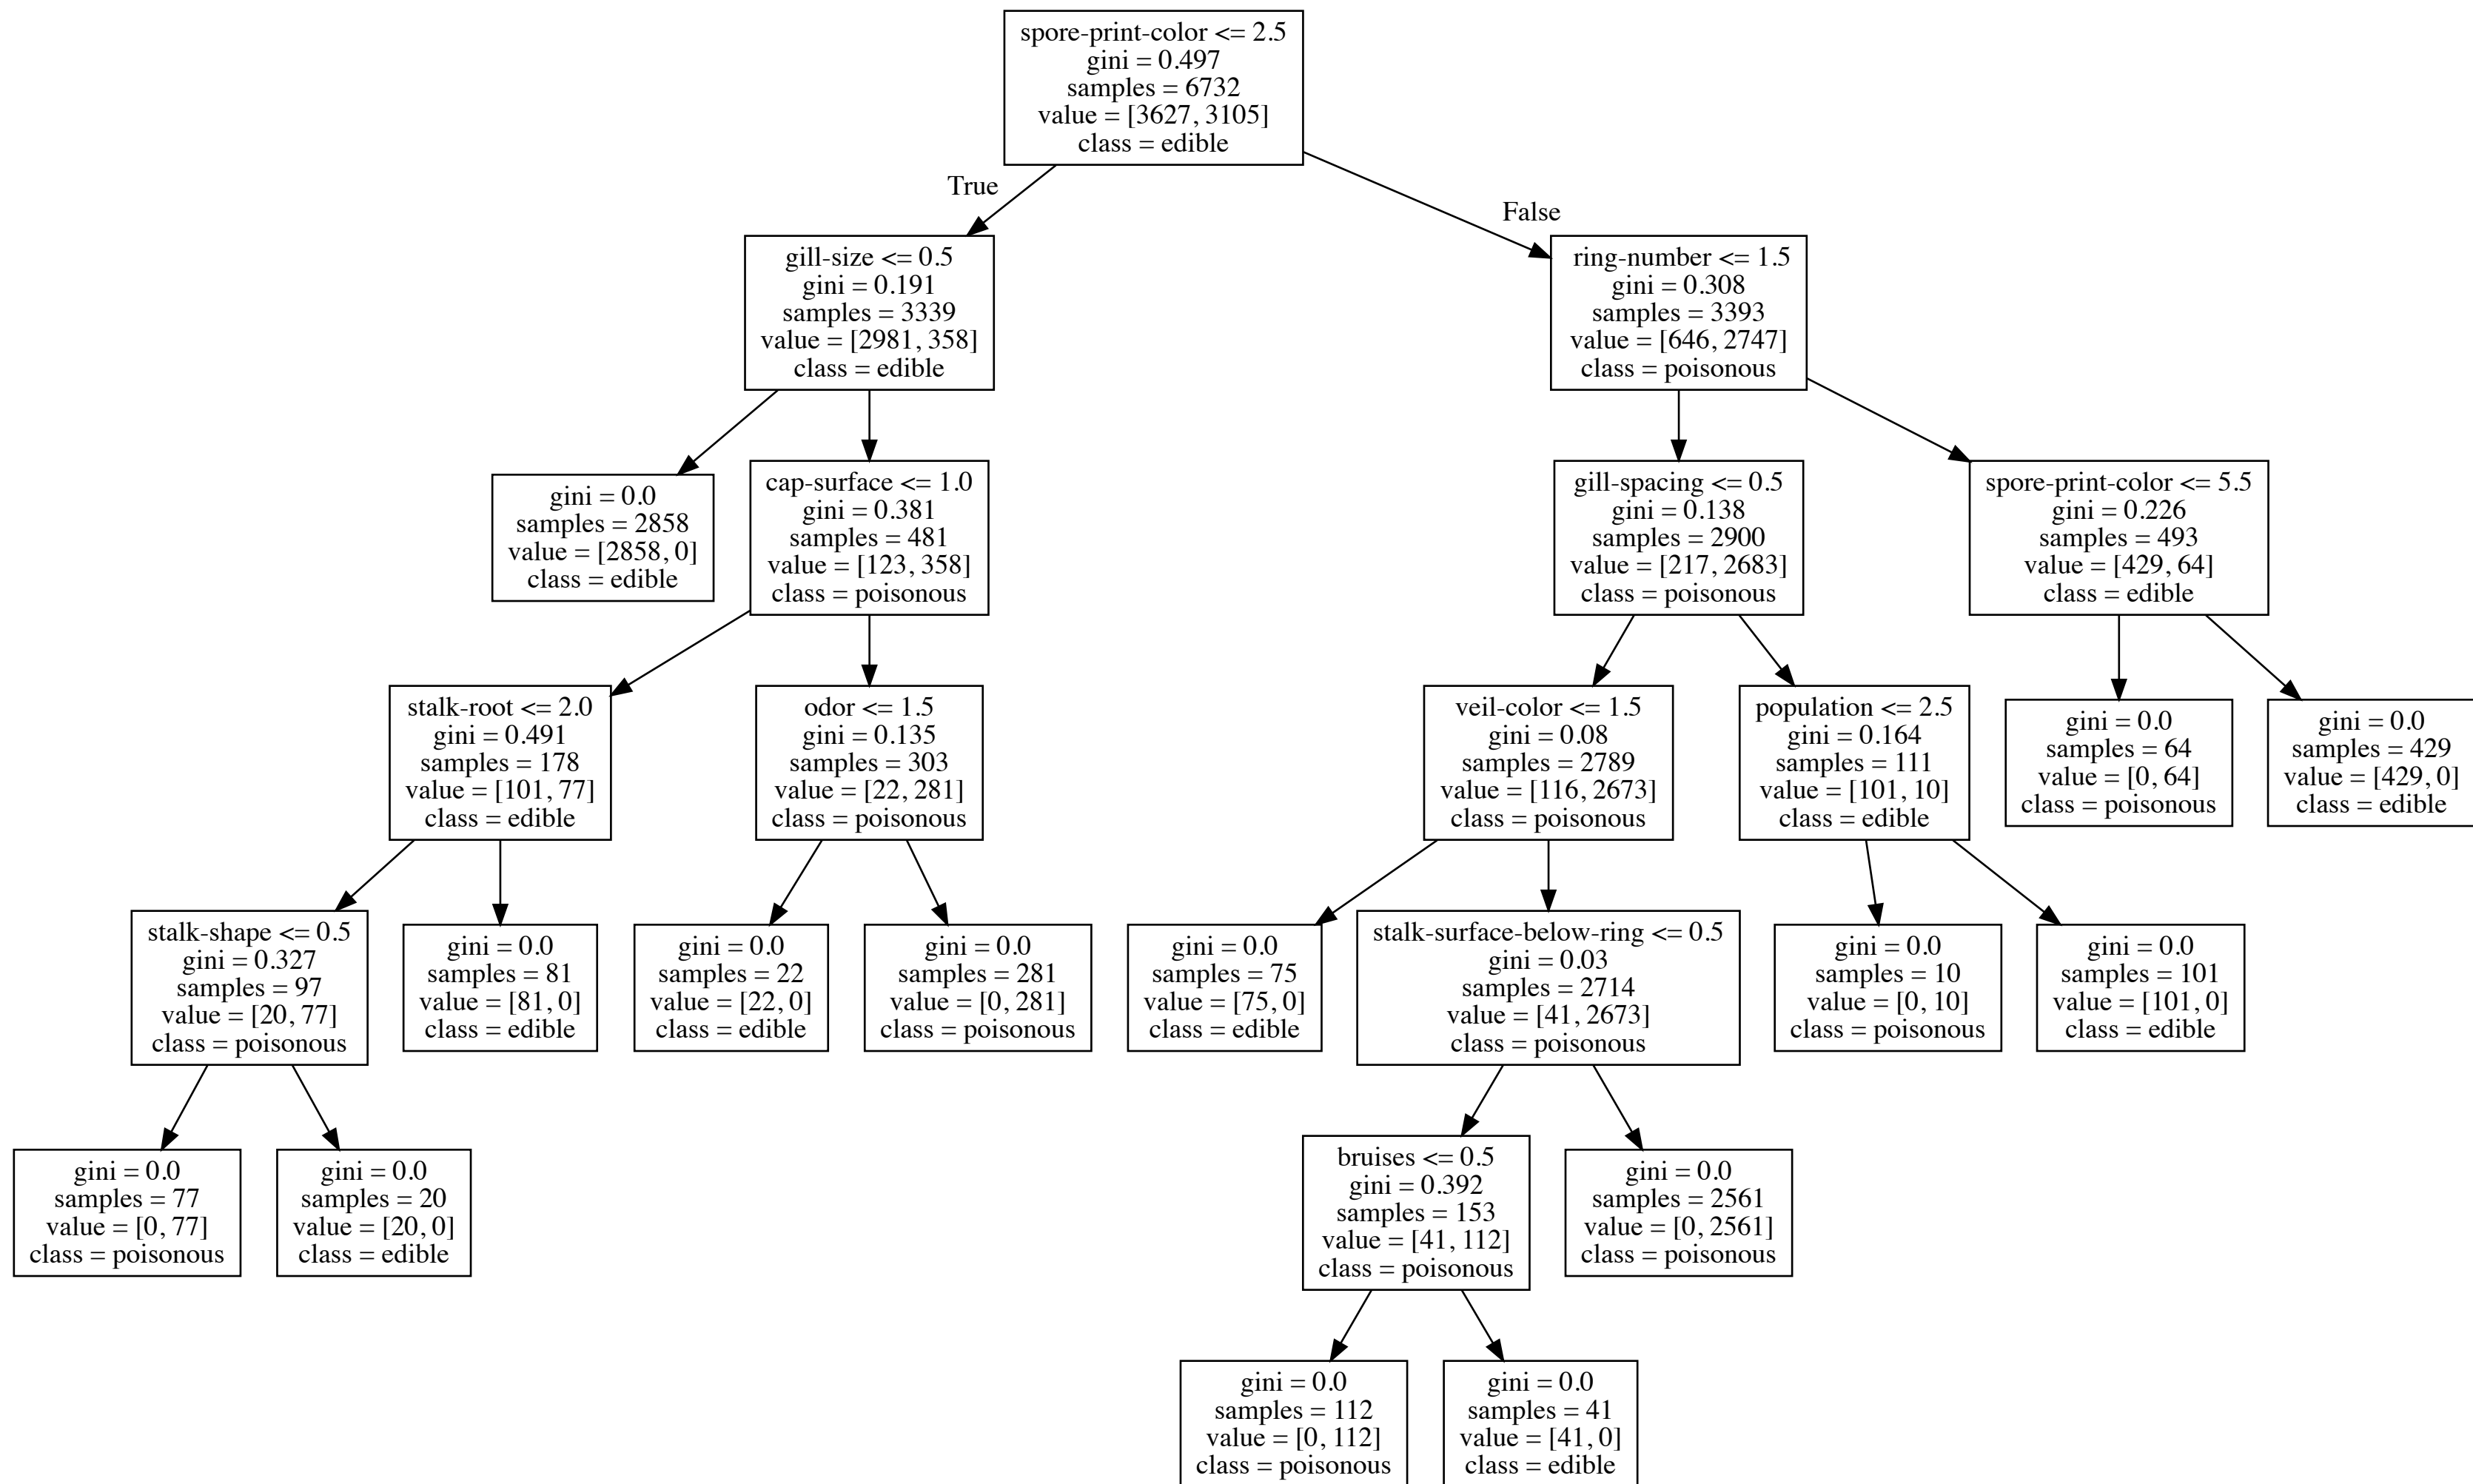 spore-print-color <= 2.5
gini = 0.497
samples = 6732
value = [3627, 3105]
class = edible
True
False
gill-size <= 0.5
gini = 0.191
samples = 3339
value = [2981, 358]
class = edible
ring-number <= 1.5
gini = 0.308
samples = 3393
value = [646, 2747]
class = poisonous
gini = 0.0
samples = 2858
value = [2858, 0]
class = edible
cap-surface <= 1.0
gini = 0.381
samples = 481
value = [123, 358]
class = poisonous
gill-spacing <= 0.5
gini = 0.138
samples = 2900
value = [217, 2683]
class = poisonous
spore-print-color <= 5.5
gini = 0.226
samples = 493
value = [429, 64]
class = edible
stalk-root <= 2.0
gini = 0.491
samples = 178
value = [101, 77]
class = edible
odor <= 1.5
gini = 0.135
samples = 303
value = [22, 281]
class = poisonous
veil-color <= 1.5
gini = 0.08
samples = 2789
value = [116, 2673]
class = poisonous
population <= 2.5
gini = 0.164
samples = 111
value = [101, 10]
class = edible
gini = 0.0
samples = 64
value = [0, 64]
class = poisonous
gini = 0.0
samples = 429
value = [429, 0]
class = edible
stalk-shape <= 0.5
gini = 0.327
samples = 97
value = [20, 77]
class = poisonous
gini = 0.0
samples = 81
value = [81, 0]
class = edible
gini = 0.0
samples = 22
value = [22, 0]
class = edible
gini = 0.0
samples = 281
value = [0, 281]
class = poisonous
gini = 0.0
samples = 75
value = [75, 0]
class = edible
stalk-surface-below-ring <= 0.5
gini = 0.03
samples = 2714
value = [41, 2673]
class = poisonous
gini = 0.0
samples = 10
value = [0, 10]
class = poisonous
gini = 0.0
samples = 101
value = [101, 0]
class = edible
gini = 0.0
samples = 77
value = [0, 77]
class = poisonous
gini = 0.0
samples = 20
value = [20, 0]
class = edible
bruises <= 0.5
gini = 0.392
samples = 153
value = [41, 112]
class = poisonous
gini = 0.0
samples = 2561
value = [0, 2561]
class = poisonous
gini = 0.0
samples = 112
value = [0, 112]
class = poisonous
gini = 0.0
samples = 41
value = [41, 0]
class = edible